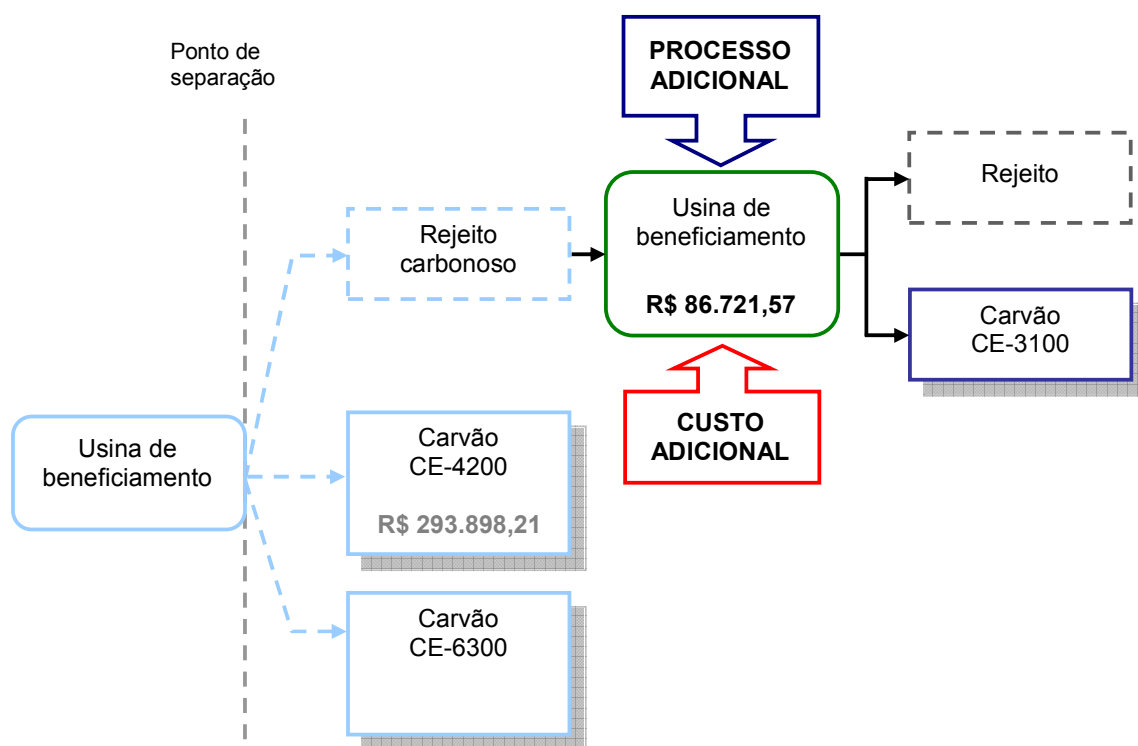 Ponto de
separação
PROCESSO
ADICIONAL
Rejeito
carbonoso
Usina de
beneficiamento
R$ 86.721,57
Rejeito
Carvão
CE-3100
CUSTO
ADICIONAL
Usina de
beneficiamento
Carvão
CE-4200
R$ 293.898,21
Carvão
CE-6300